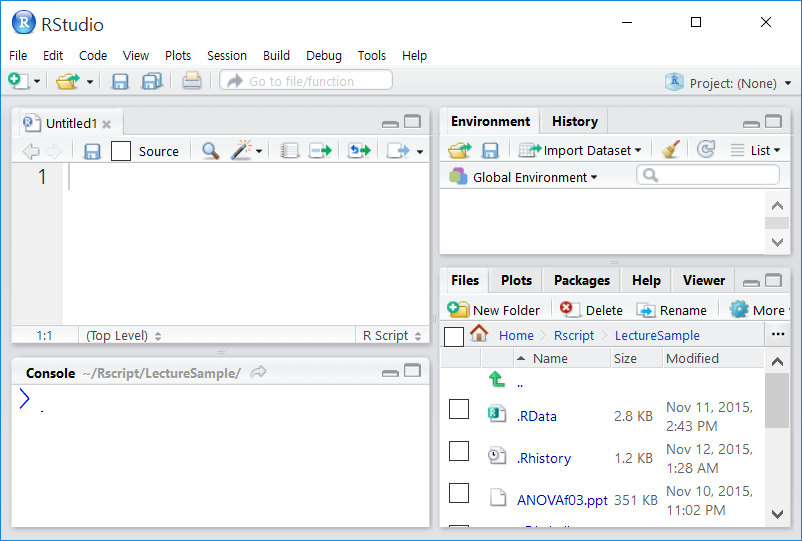 RStudio
File Edit Code View Plots Session Build Debug Tools Help
Go to file/function Project: (None)
Untitled1
Source
1
1:1 (Top Level) R Script
Console ~/Rscript/LectureSample/
>
.
Environment History
Import Dataset List
Global Environment
Files Plots Packages Help Viewer
New Folder Delete Rename More
Home Rscript LectureSample ...
Name Size Modified
..
.RData 2.8 KB Nov 11, 2015,
2:43 PM
.Rhistory 1.2 KB Nov 12, 2015,
1:28 AM
ANOVAf03.ppt 351 KB Nov 10, 2015,
11:02 PM